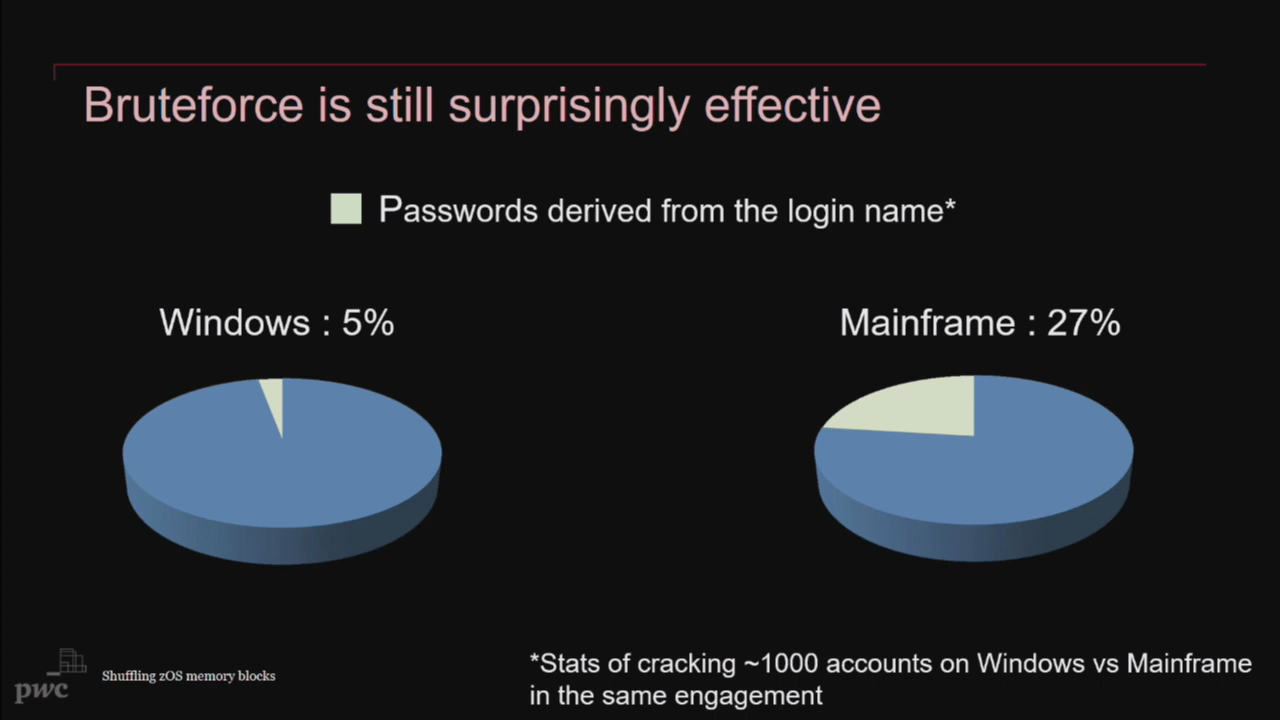 Bruteforce is still surprisingly effective
Passwords derived from the login name*
Windows : 5%
Mainframe : 27%
*Stats of cracking ~1000 accounts on Windows vs Mainframe
in the same engagement
pwc
Shuffling zOS memory blocks